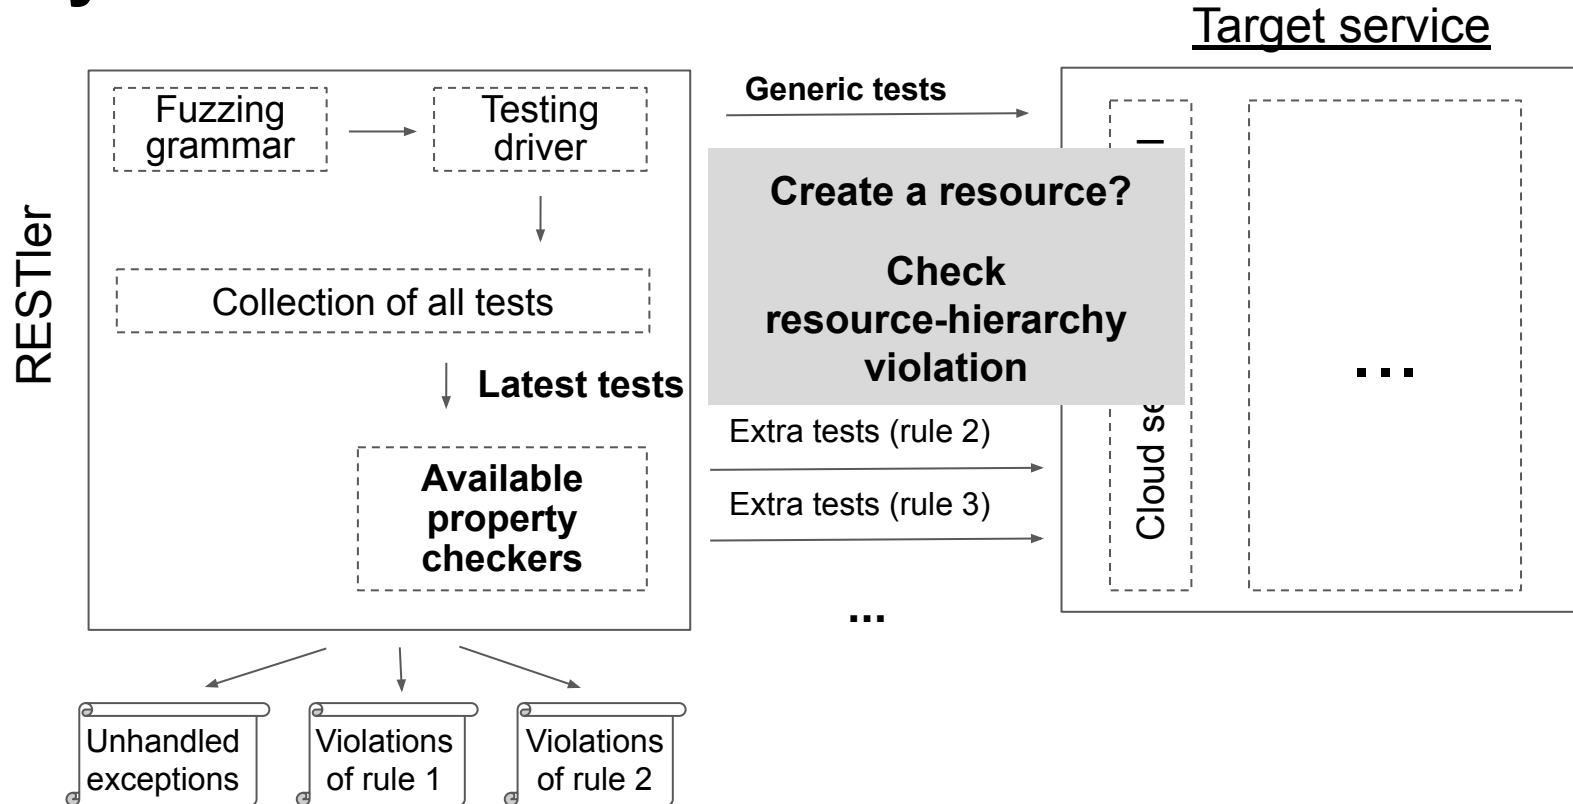 Target service
RESTler
Fuzzing
grammar
Testing
driver
Generic tests
Create a resource?
Check
resource-hierarchy
violation
Collection of all tests
Latest tests
Available
property
checkers
Extra tests (rule 2)
Extra tests (rule 3)
...
Cloud se
...
Unhandled
exceptions
Violations
of rule 1
Violations
of rule 2